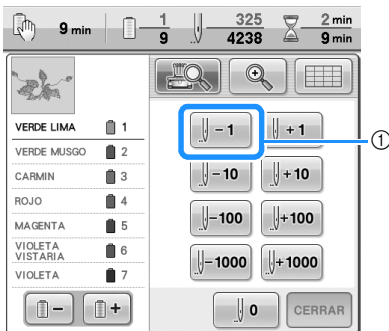 9 min
1
9
325
4238
2 min
9 min
VERDE LIMA 1
VERDE MUSGO 2
CARMIN 3
ROJO 4
MAGENTA 5
VIOLETA
VISTARIA 6
VIOLETA 7
− 1 + 1
①
−10 +10
−100 +100
−1000 +1000
− +
0 CERRAR